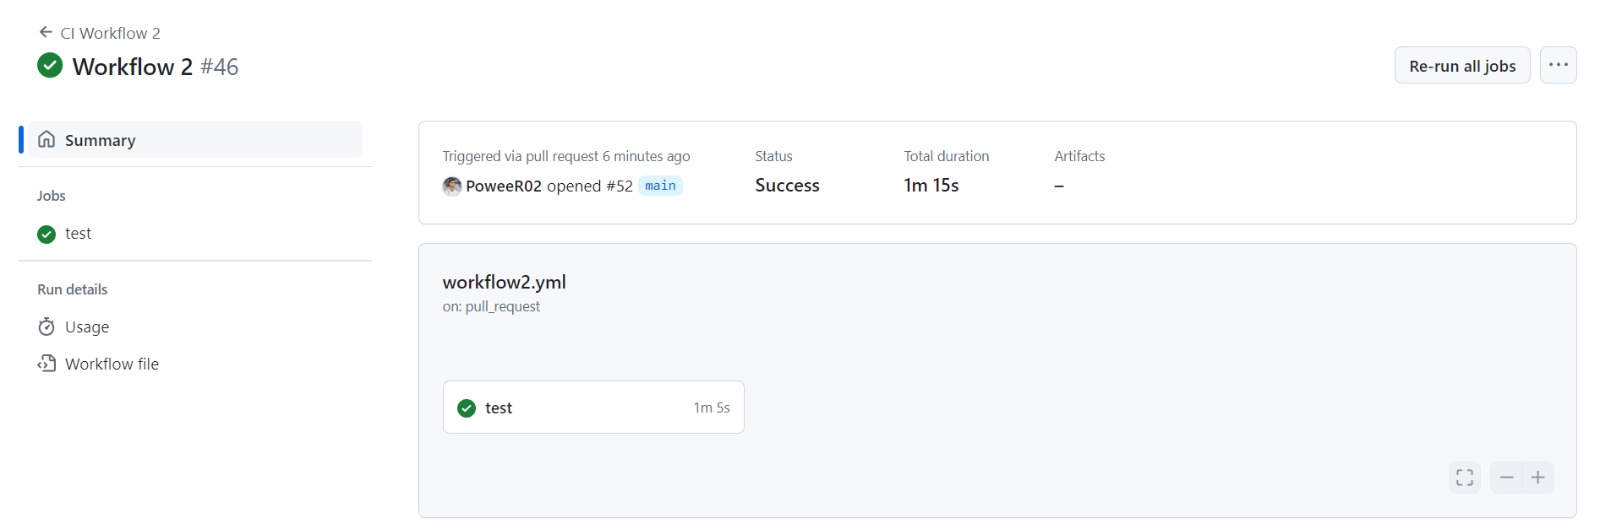 CI Workflow 2
Workflow 2 #46
Re-run all jobs
Summary
Jobs
test
Run details
Usage
Workflow file
Triggered via pull request 6 minutes ago
PoweeR02 opened #52 main
Status
Success
Total duration
1m 15s
Artifacts
–
workflow2.yml
on: pull_request
test 1m 5s